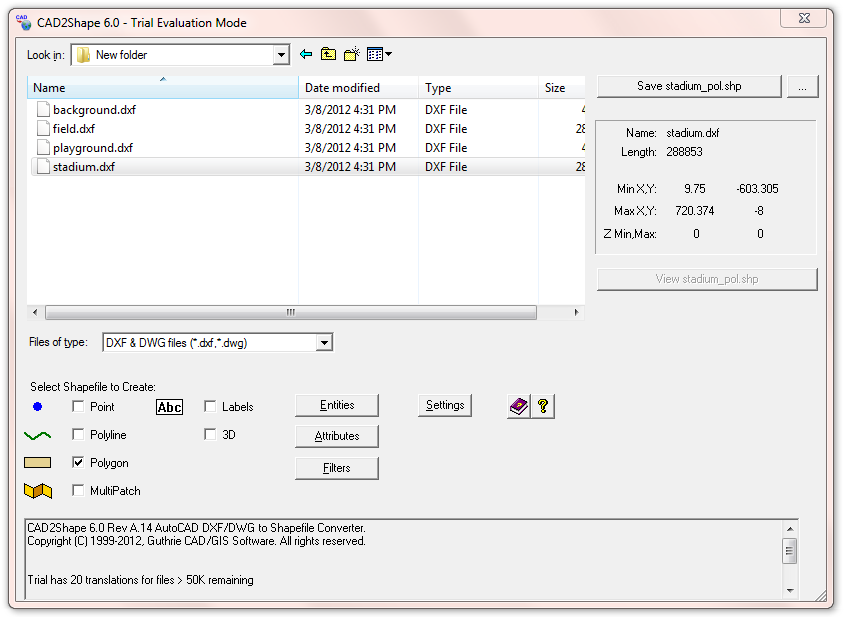 CAD2Shape 6.0 - Trial Evaluation Mode
Look in: New folder
Name Date modified Type Size
background.dxf 3/8/2012 4:31 PM DXF File 4
field.dxf 3/8/2012 4:31 PM DXF File 28
playground.dxf 3/8/2012 4:31 PM DXF File 4
stadium.dxf 3/8/2012 4:31 PM DXF File 28
Save stadium_pol.shp ...
Name: stadium.dxf
Length: 288853
Min X,Y: 9.75 -603.305
Max X,Y: 720.374 -8
Z Min,Max: 0 0
View stadium_pol.shp
Files of type: DXF & DWG files (*.dxf,*.dwg)
Select Shapefile to Create:
Point Abc Labels Entities Settings ?
Polyline 3D Attributes
Polygon Filters
MultiPatch
CAD2Shape 6.0 Rev A.14 AutoCAD DXF/DWG to Shapefile Converter.
Copyright (C) 1999-2012, Guthrie CAD/GIS Software. All rights reserved.
Trial has 20 translations for files > 50K remaining